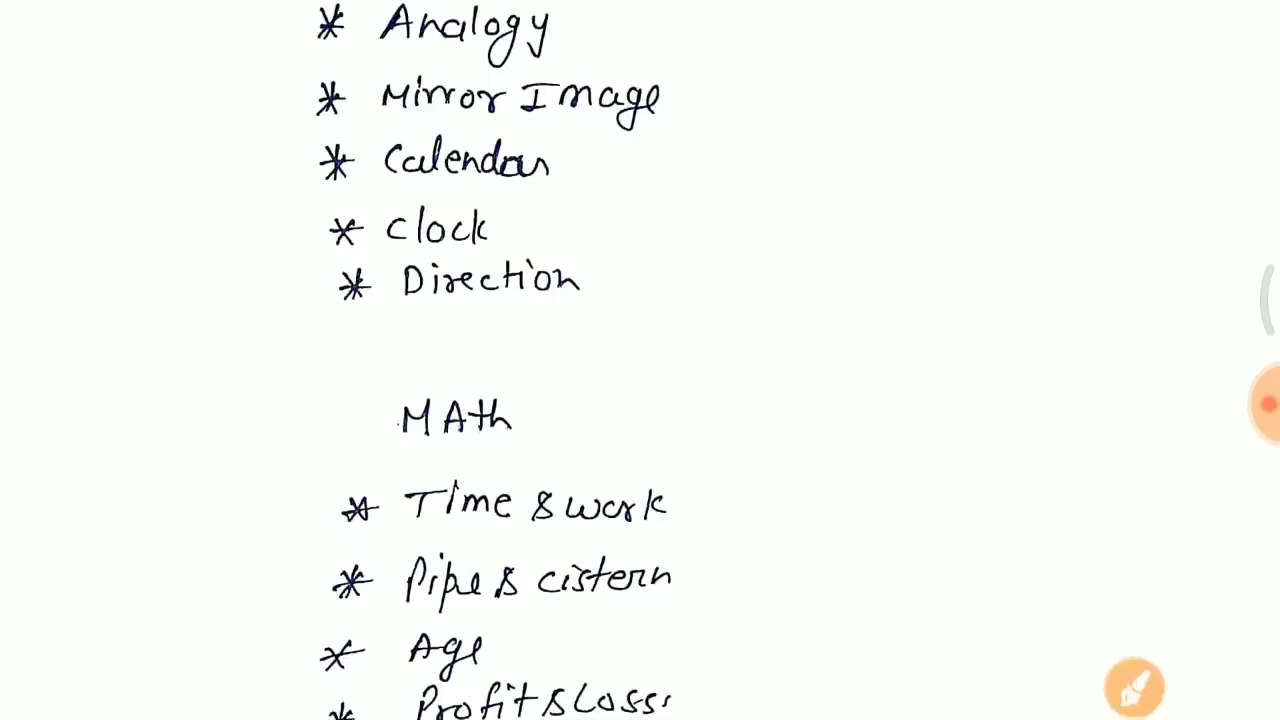 * Analogy
* Mirror Image
* Calendar
* Clock
* Direction
MAth
* Time & work
* Pipe & cistern
* Age
* Profit & Loss